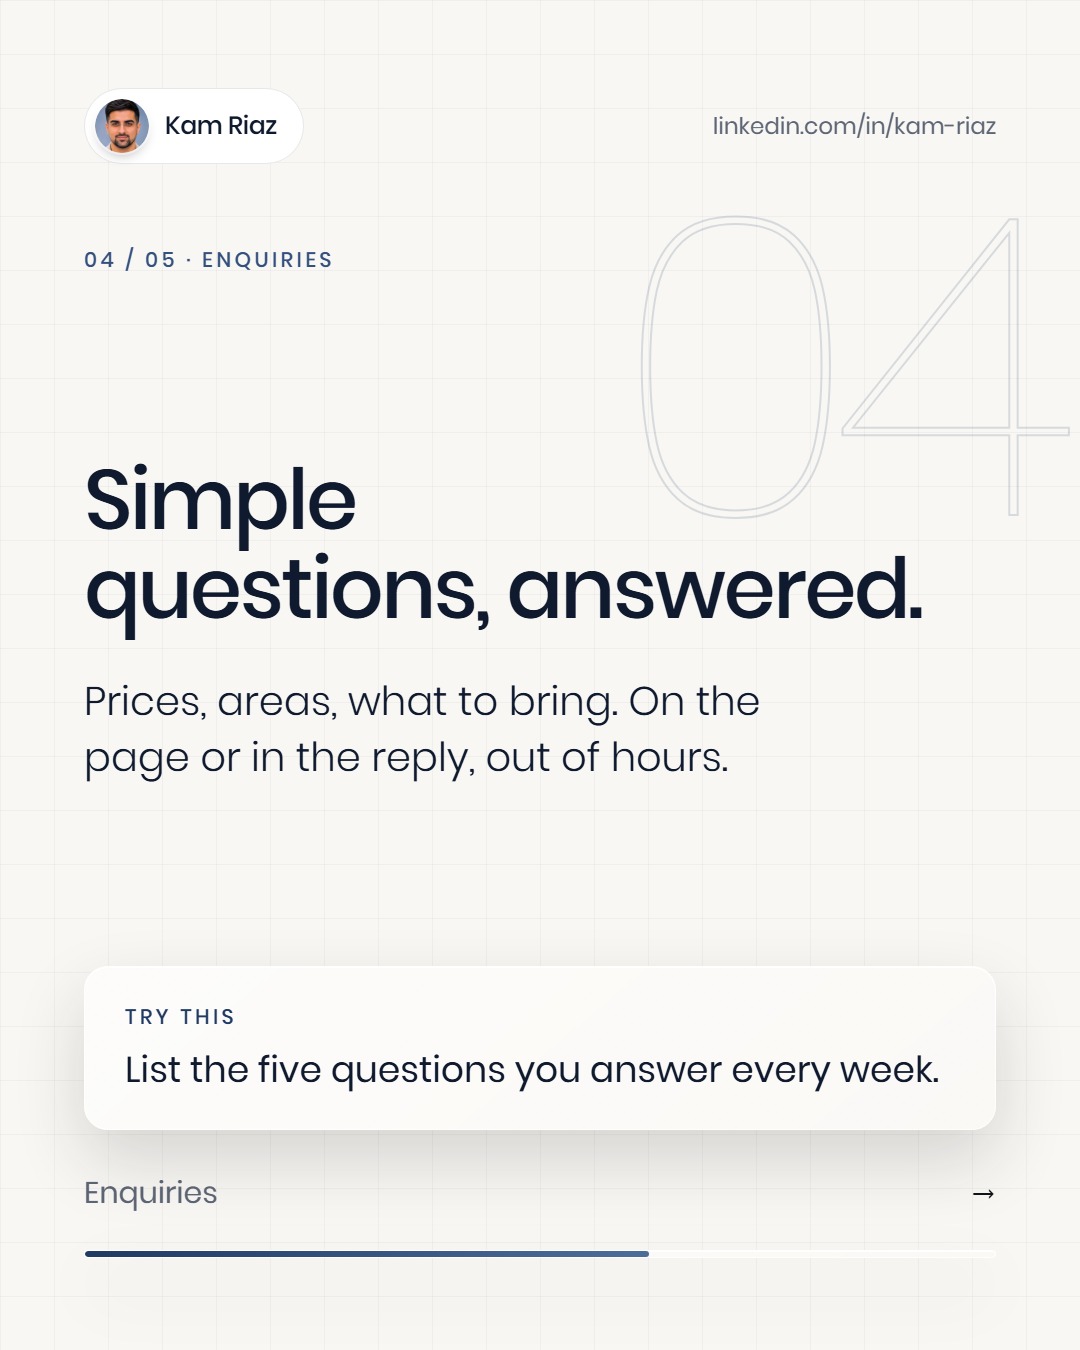 Kam Riaz
linkedin.com/in/kam-riaz
04 / 05 · ENQUIRIES
04
Simple
questions, answered.
Prices, areas, what to bring. On the
page or in the reply, out of hours.
TRY THIS
List the five questions you answer every week.
Enquiries →